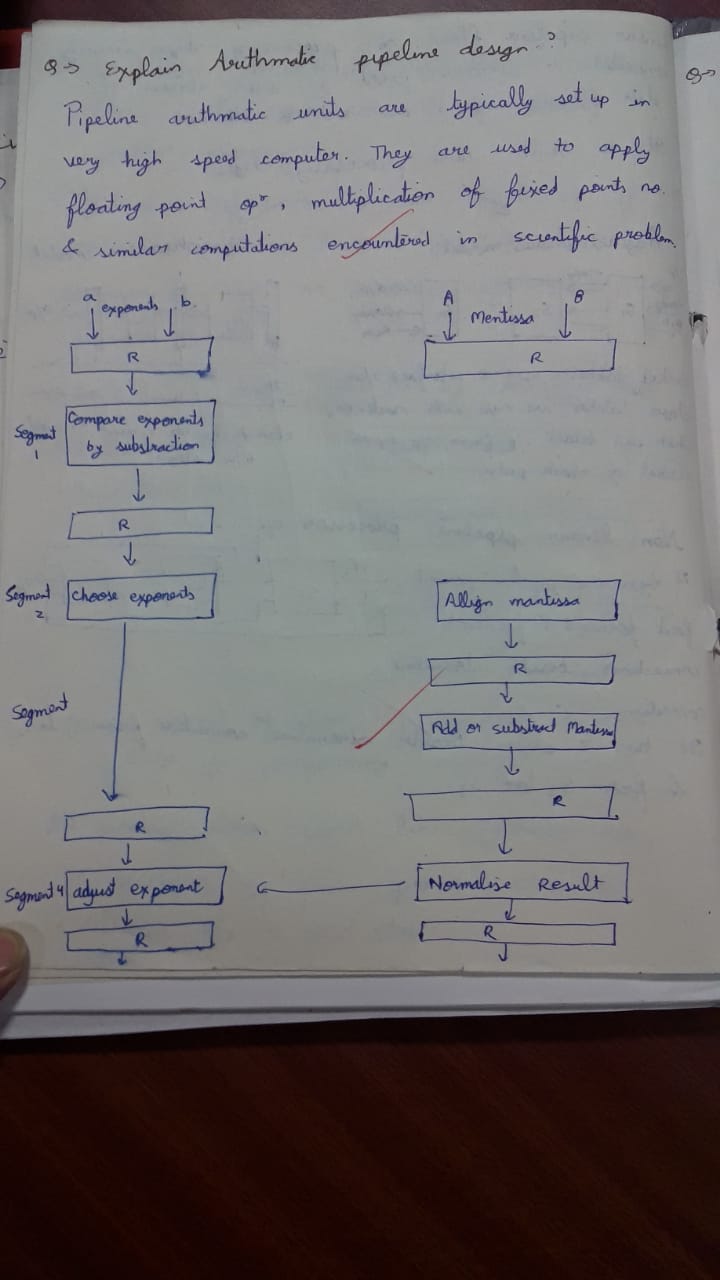 Q→ Explain Arithmatic pipeline design?
Pipeline arithmatic units are typically set up in
very high speed computer. They are used to apply
floating point opr, multiplication of fixed points no.
& similar computations encountered in scientific problem.
a exponents b
A Mentissa B
R
R
Segment 1
Compare exponents
by substraction
R
Segment 2
Choose exponents
Allign mantissa
R
Segment
Add or substract Mantissa
R
R
Segment 4
adjust exponent
Normalise Result
R
R
Q→